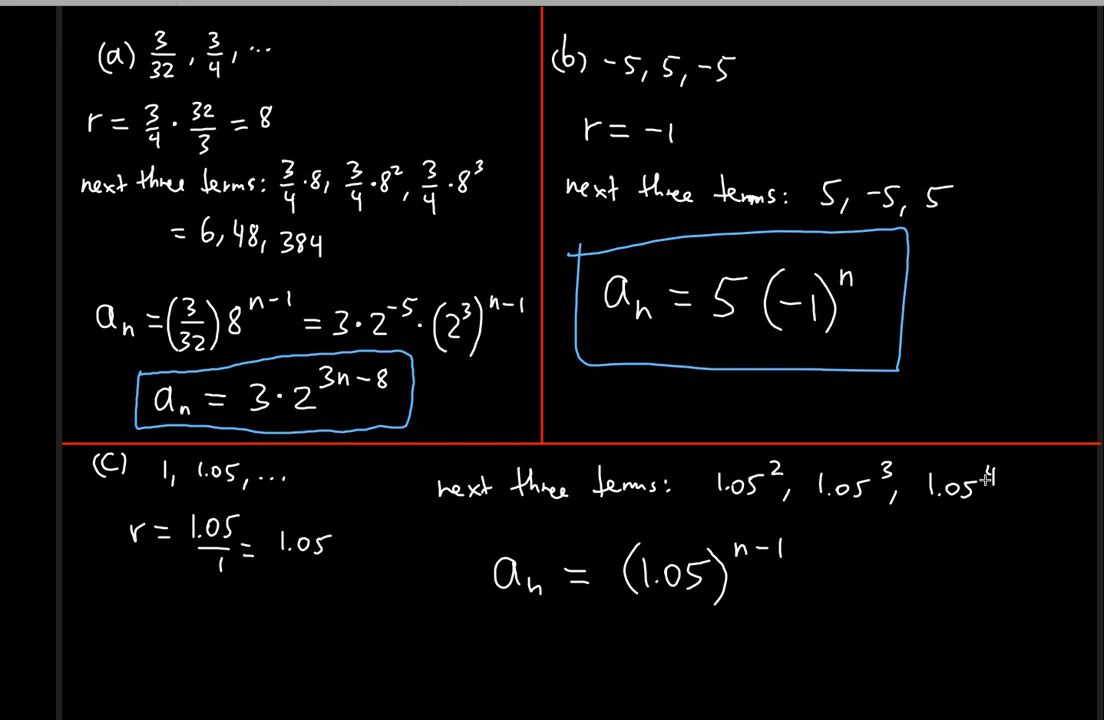 (a) 3/32, 3/4, ...
r = 3/4 · 32/3 = 8
next three terms: 3/4 · 8, 3/4 · 8², 3/4 · 8³
= 6, 48, 384
aₙ = (3/32) 8ⁿ⁻¹ = 3 · 2⁻⁵ · (2³)ⁿ⁻¹
aₙ = 3 · 2³ⁿ⁻⁸
(b) -5, 5, -5
r = -1
next three terms: 5, -5, 5
aₙ = 5 (-1)ⁿ
(c) 1, 1.05, ...
r = 1.05/1 = 1.05
next three terms: 1.05², 1.05³, 1.05⁴
aₙ = (1.05)ⁿ⁻¹